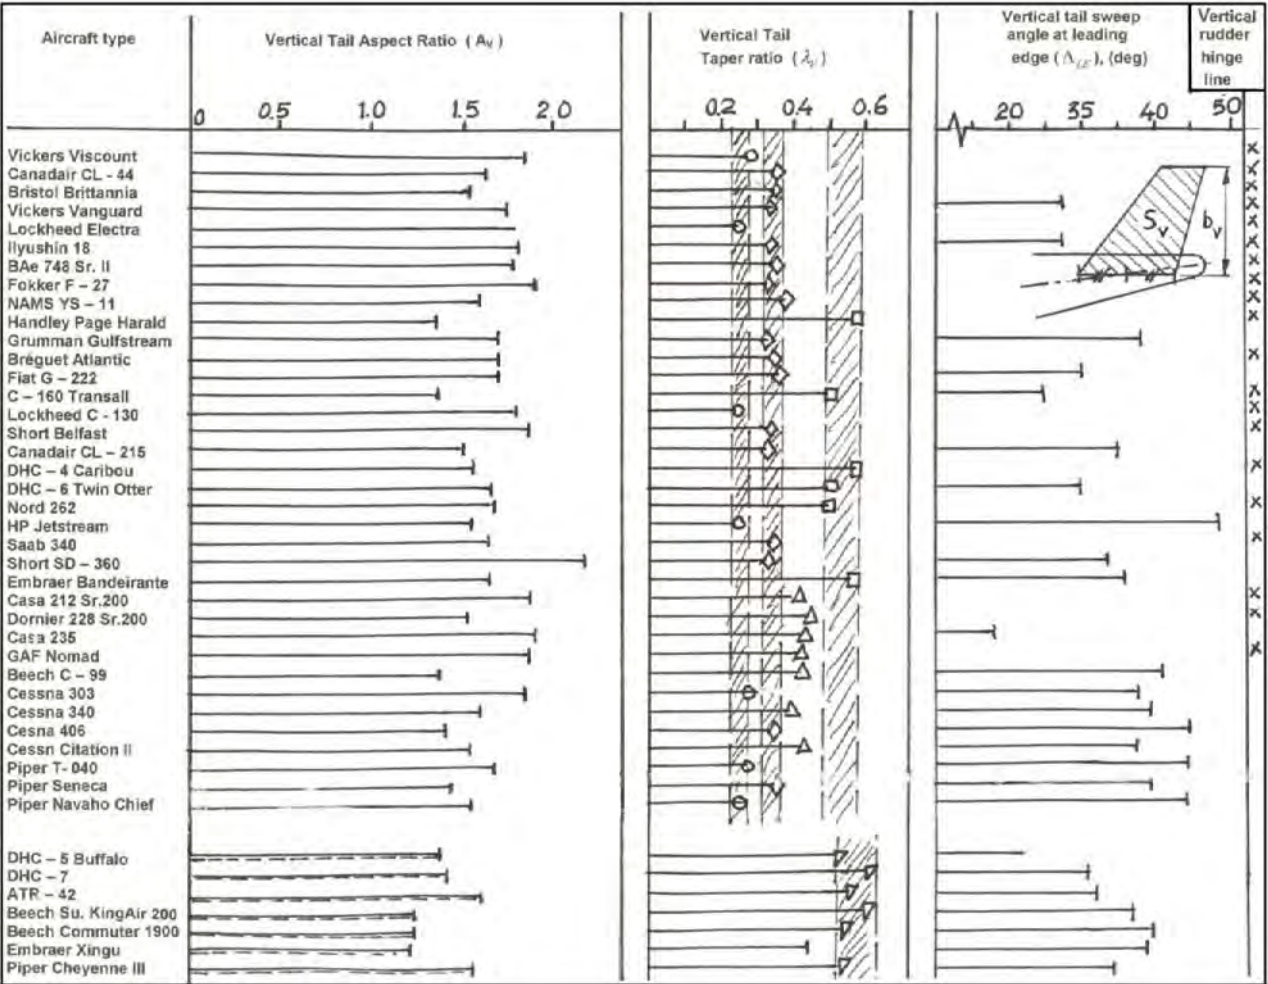 Aircraft type
Vertical Tail Aspect Ratio (Av)
Vertical Tail
Taper ratio (λv)
Vertical tail sweep
angle at leading
edge (ΛLE), (deg)
Vertical
rudder
hinge
line
0 0.5 1.0 1.5 2.0
0.2 0.4 0.6
20 35 40 50
Vickers Viscount
Canadair CL - 44
Bristol Brittannia
Vickers Vanguard
Lockheed Electra
Ilyushin 18
BAe 748 Sr. II
Fokker F - 27
NAMS YS – 11
Handley Page Harald
Grumman Gulfstream
Bréguet Atlantic
Fiat G – 222
C – 160 Transall
Lockheed C - 130
Short Belfast
Canadair CL – 215
DHC – 4 Caribou
DHC – 6 Twin Otter
Nord 262
HP Jetstream
Saab 340
Short SD – 360
Embraer Bandeirante
Casa 212 Sr.200
Dornier 228 Sr.200
Casa 235
GAF Nomad
Beech C – 99
Cessna 303
Cessna 340
Cesna 406
Cessn Citation II
Piper T- 040
Piper Seneca
Piper Navaho Chief
DHC – 5 Buffalo
DHC – 7
ATR – 42
Beech Su. KingAir 200
Beech Commuter 1900
Embraer Xingu
Piper Cheyenne III
Sv
bv